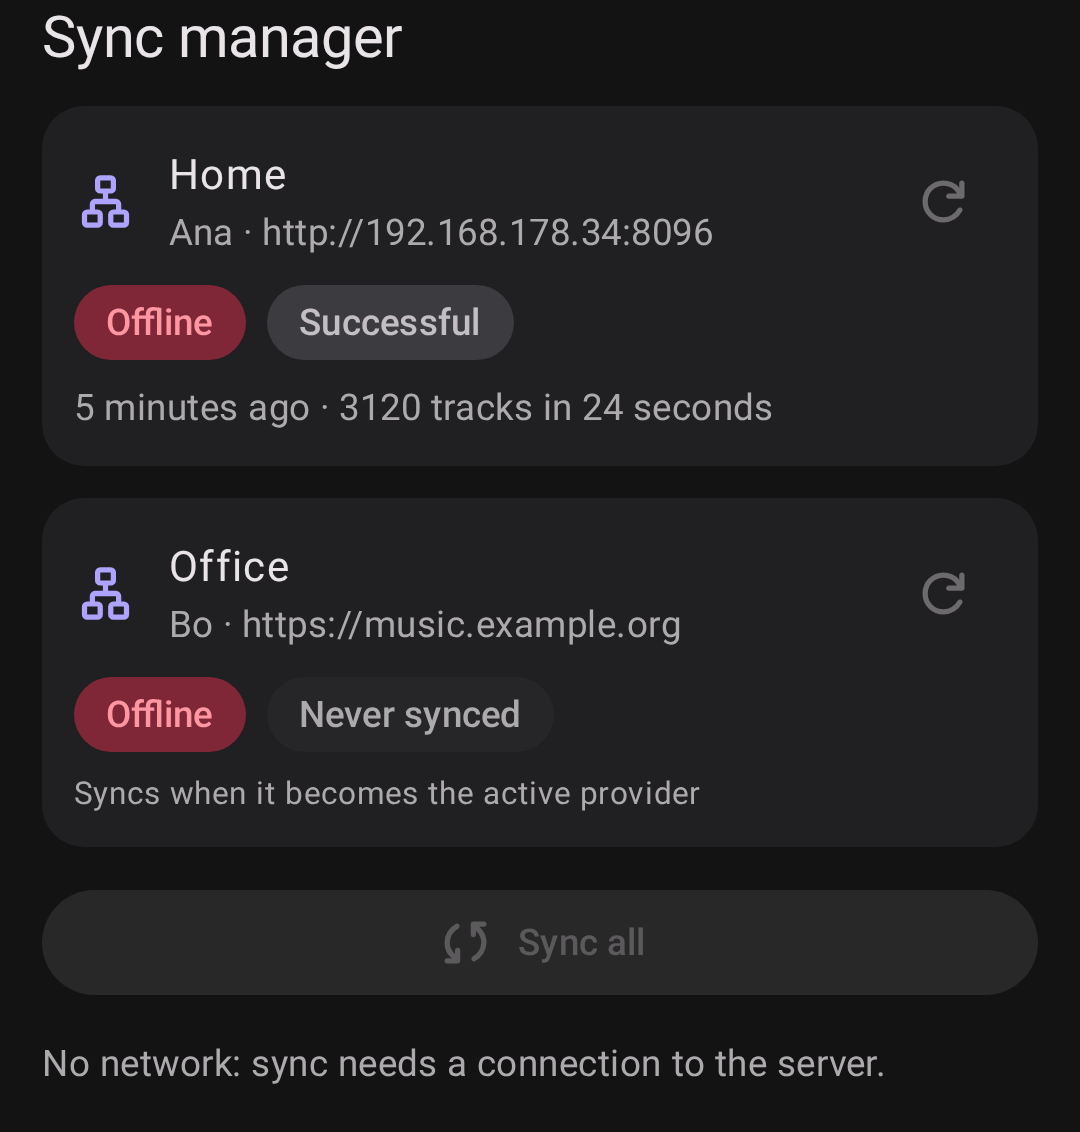 Sync manager
Home
Ana · http://192.168.178.34:8096
Offline
Successful
5 minutes ago · 3120 tracks in 24 seconds
Office
Bo · https://music.example.org
Offline
Never synced
Syncs when it becomes the active provider
Sync all
No network: sync needs a connection to the server.